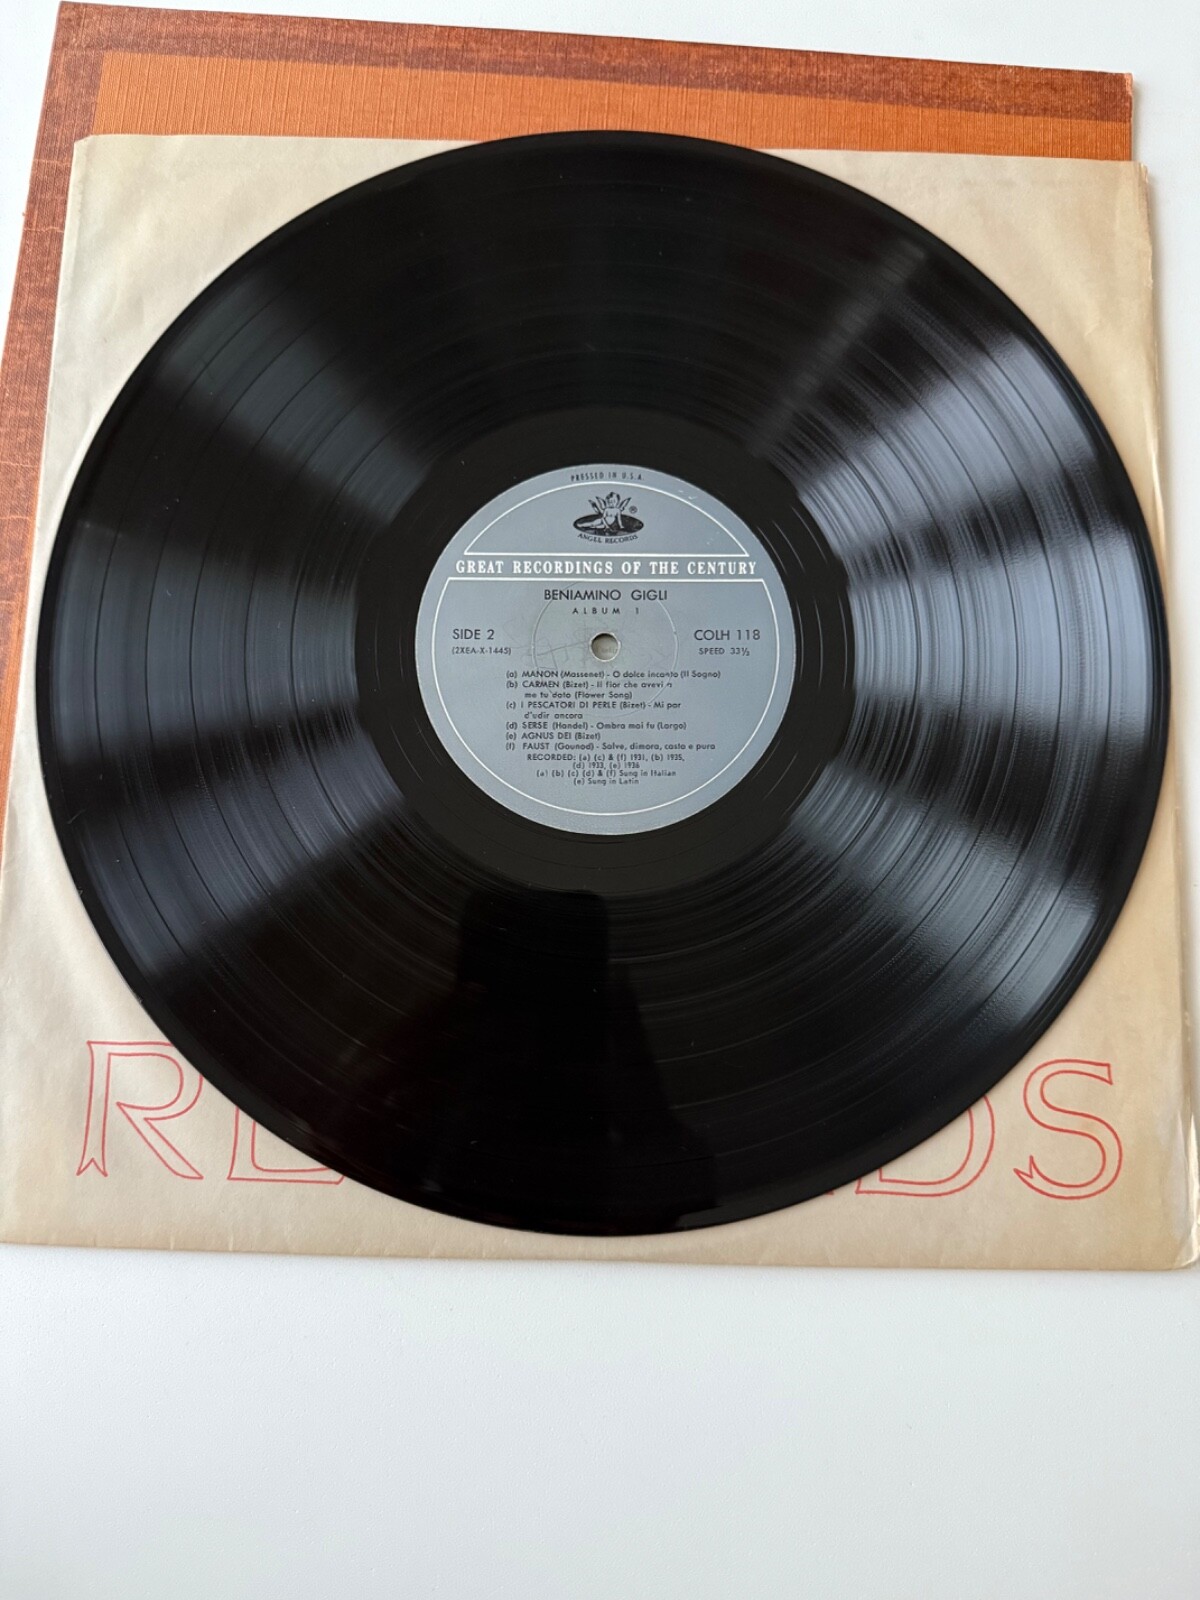 PRESSED IN U.S.A.
®
ANGEL RECORDS
GREAT RECORDINGS OF THE CENTURY
BENIAMINO GIGLI
ALBUM 1
SIDE 2
COLH 118
(2XEA-X-1445)
SPEED 33⅓
(a) MANON (Massenet) - O dolce incanto (Il Sogno)
(b) CARMEN (Bizet) - Il fior che avevi a
me tu dato (Flower Song)
(c) I PESCATORI DI PERLE (Bizet) - Mi par
d'udir ancora
(d) SERSE (Handel) - Ombra mai fu (Largo)
(e) AGNUS DEI (Bizet)
(f) FAUST (Gounod) - Salve, dimora, casta e pura
RECORDED: (a) (c) & (f) 1931, (b) 1935,
(d) 1933, (e) 1936
(a) (b) (c) (d) & (f) Sung in Italian
(e) Sung in Latin